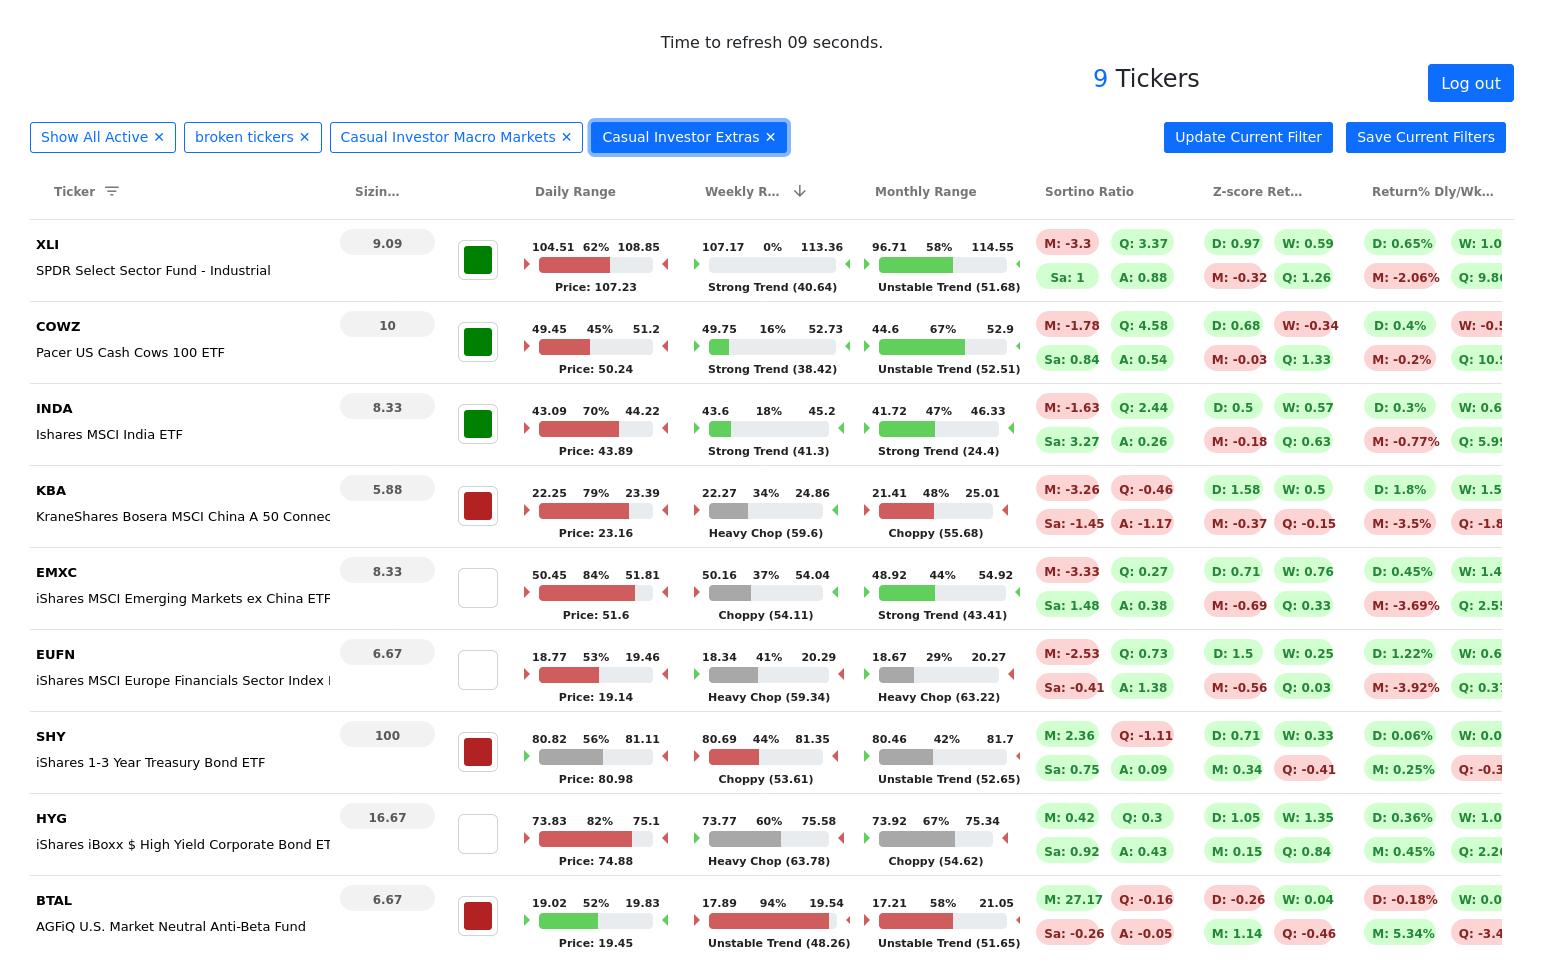 Time to refresh 09 seconds.
9 Tickers
Log out
Show All Active ✕ broken tickers ✕ Casual Investor Macro Markets ✕ Casual Investor Extras ✕ Update Current Filter Save Current Filters
Ticker Sizin… Daily Range Weekly R… Monthly Range Sortino Ratio Z-score Ret… Return% Dly/Wk…
XLI 9.09 104.51 62% 108.85 107.17 0% 113.36 96.71 58% 114.55 M: -3.3 Q: 3.37 D: 0.97 W: 0.59 D: 0.65% W: 1.0
SPDR Select Sector Fund - Industrial Sa: 1 A: 0.88 M: -0.32 Q: 1.26 M: -2.06% Q: 9.86
Price: 107.23 Strong Trend (40.64) Unstable Trend (51.68)
COWZ 10 49.45 45% 51.2 49.75 16% 52.73 44.6 67% 52.9 M: -1.78 Q: 4.58 D: 0.68 W: -0.34 D: 0.4% W: -0.5
Pacer US Cash Cows 100 ETF Sa: 0.84 A: 0.54 M: -0.03 Q: 1.33 M: -0.2% Q: 10.9
Price: 50.24 Strong Trend (38.42) Unstable Trend (52.51)
INDA 8.33 43.09 70% 44.22 43.6 18% 45.2 41.72 47% 46.33 M: -1.63 Q: 2.44 D: 0.5 W: 0.57 D: 0.3% W: 0.6
Ishares MSCI India ETF Sa: 3.27 A: 0.26 M: -0.18 Q: 0.63 M: -0.77% Q: 5.99
Price: 43.89 Strong Trend (41.3) Strong Trend (24.4)
KBA 5.88 22.25 79% 23.39 22.27 34% 24.86 21.41 48% 25.01 M: -3.26 Q: -0.46 D: 1.58 W: 0.5 D: 1.8% W: 1.5
KraneShares Bosera MSCI China A 50 Connec Sa: -1.45 A: -1.17 M: -0.37 Q: -0.15 M: -3.5% Q: -1.8
Price: 23.16 Heavy Chop (59.6) Choppy (55.68)
EMXC 8.33 50.45 84% 51.81 50.16 37% 54.04 48.92 44% 54.92 M: -3.33 Q: 0.27 D: 0.71 W: 0.76 D: 0.45% W: 1.4
iShares MSCI Emerging Markets ex China ETF Sa: 1.48 A: 0.38 M: -0.69 Q: 0.33 M: -3.69% Q: 2.55
Price: 51.6 Choppy (54.11) Strong Trend (43.41)
EUFN 6.67 18.77 53% 19.46 18.34 41% 20.29 18.67 29% 20.27 M: -2.53 Q: 0.73 D: 1.5 W: 0.25 D: 1.22% W: 0.6
iShares MSCI Europe Financials Sector Index Sa: -0.41 A: 1.38 M: -0.56 Q: 0.03 M: -3.92% Q: 0.37
Price: 19.14 Heavy Chop (59.34) Heavy Chop (63.22)
SHY 100 80.82 56% 81.11 80.69 44% 81.35 80.46 42% 81.7 M: 2.36 Q: -1.11 D: 0.71 W: 0.33 D: 0.06% W: 0.0
iShares 1-3 Year Treasury Bond ETF Sa: 0.75 A: 0.09 M: 0.34 Q: -0.41 M: 0.25% Q: -0.3
Price: 80.98 Choppy (53.61) Unstable Trend (52.65)
HYG 16.67 73.83 82% 75.1 73.77 60% 75.58 73.92 67% 75.34 M: 0.42 Q: 0.3 D: 1.05 W: 1.35 D: 0.36% W: 1.0
iShares iBoxx $ High Yield Corporate Bond ET Sa: 0.92 A: 0.43 M: 0.15 Q: 0.84 M: 0.45% Q: 2.26
Price: 74.88 Heavy Chop (63.78) Choppy (54.62)
BTAL 6.67 19.02 52% 19.83 17.89 94% 19.54 17.21 58% 21.05 M: 27.17 Q: -0.16 D: -0.26 W: 0.04 D: -0.18% W: 0.0
AGFiQ U.S. Market Neutral Anti-Beta Fund Sa: -0.26 A: -0.05 M: 1.14 Q: -0.46 M: 5.34% Q: -3.4
Price: 19.45 Unstable Trend (48.26) Unstable Trend (51.65)